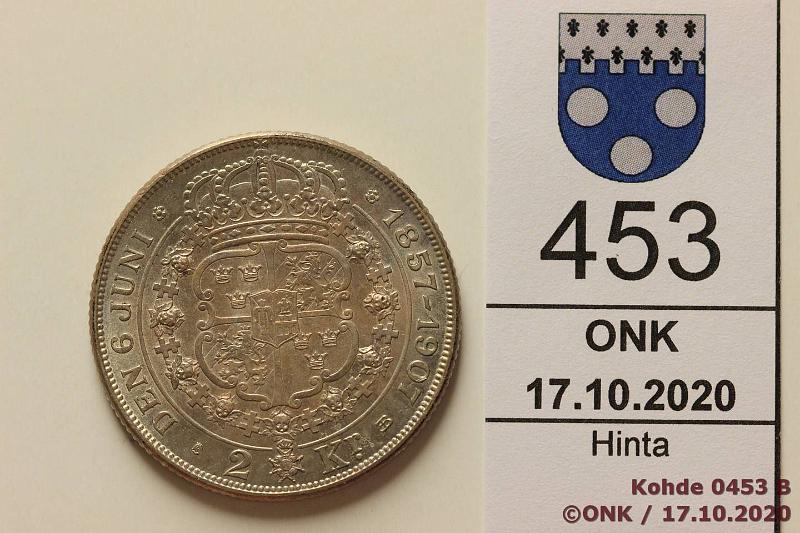 DEN 6 JUNI
1857-1907
2 KR.
EB
453
ONK
17.10.2020
Hinta
Kohde 0453 B
©ONK / 17.10.2020